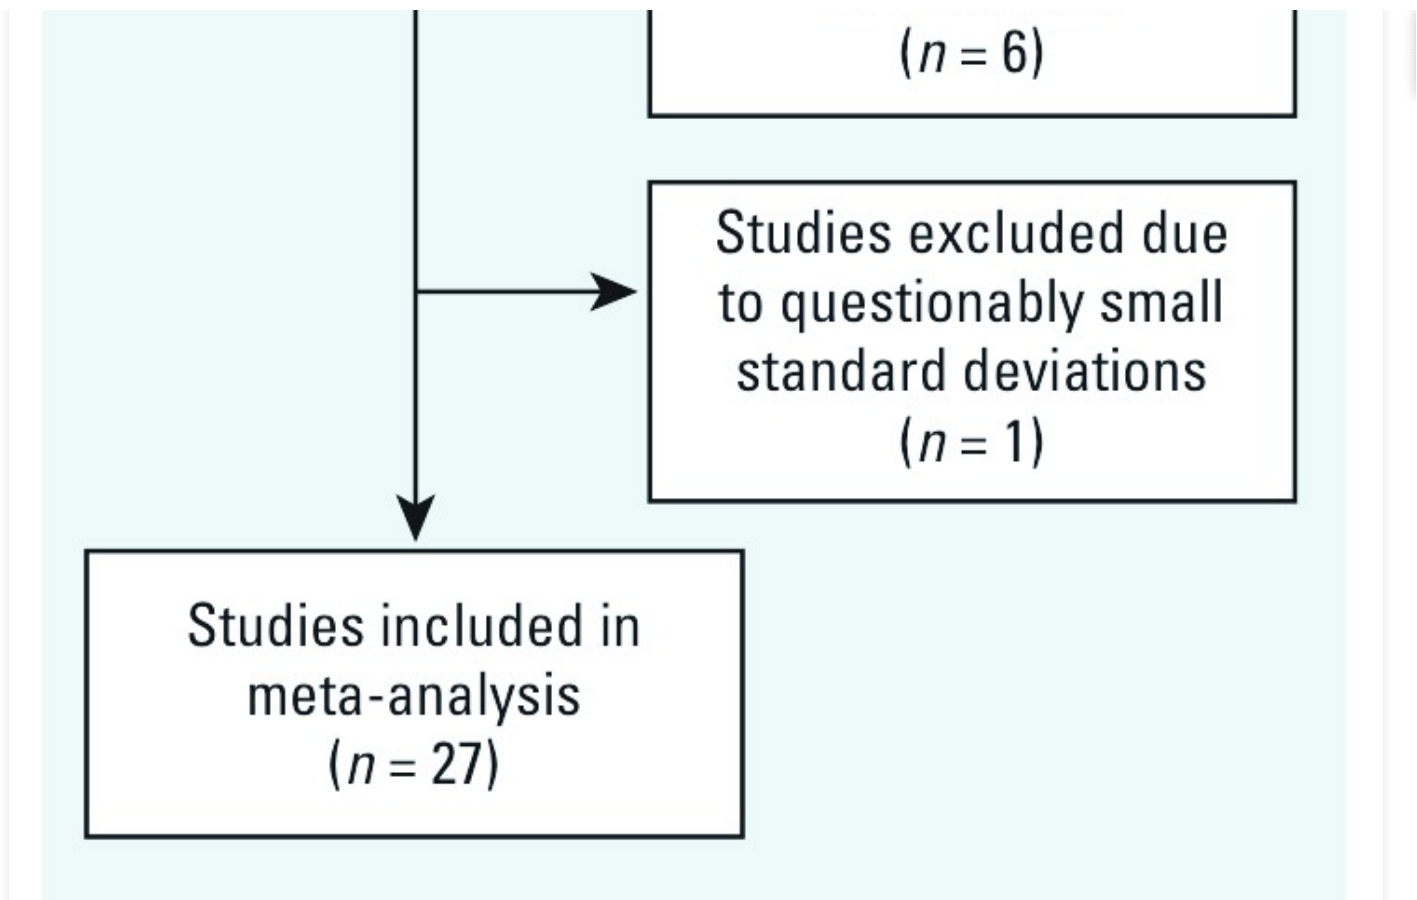 (n = 6)
Studies excluded due
to questionably small
standard deviations
(n = 1)
Studies included in
meta-analysis
(n = 27)